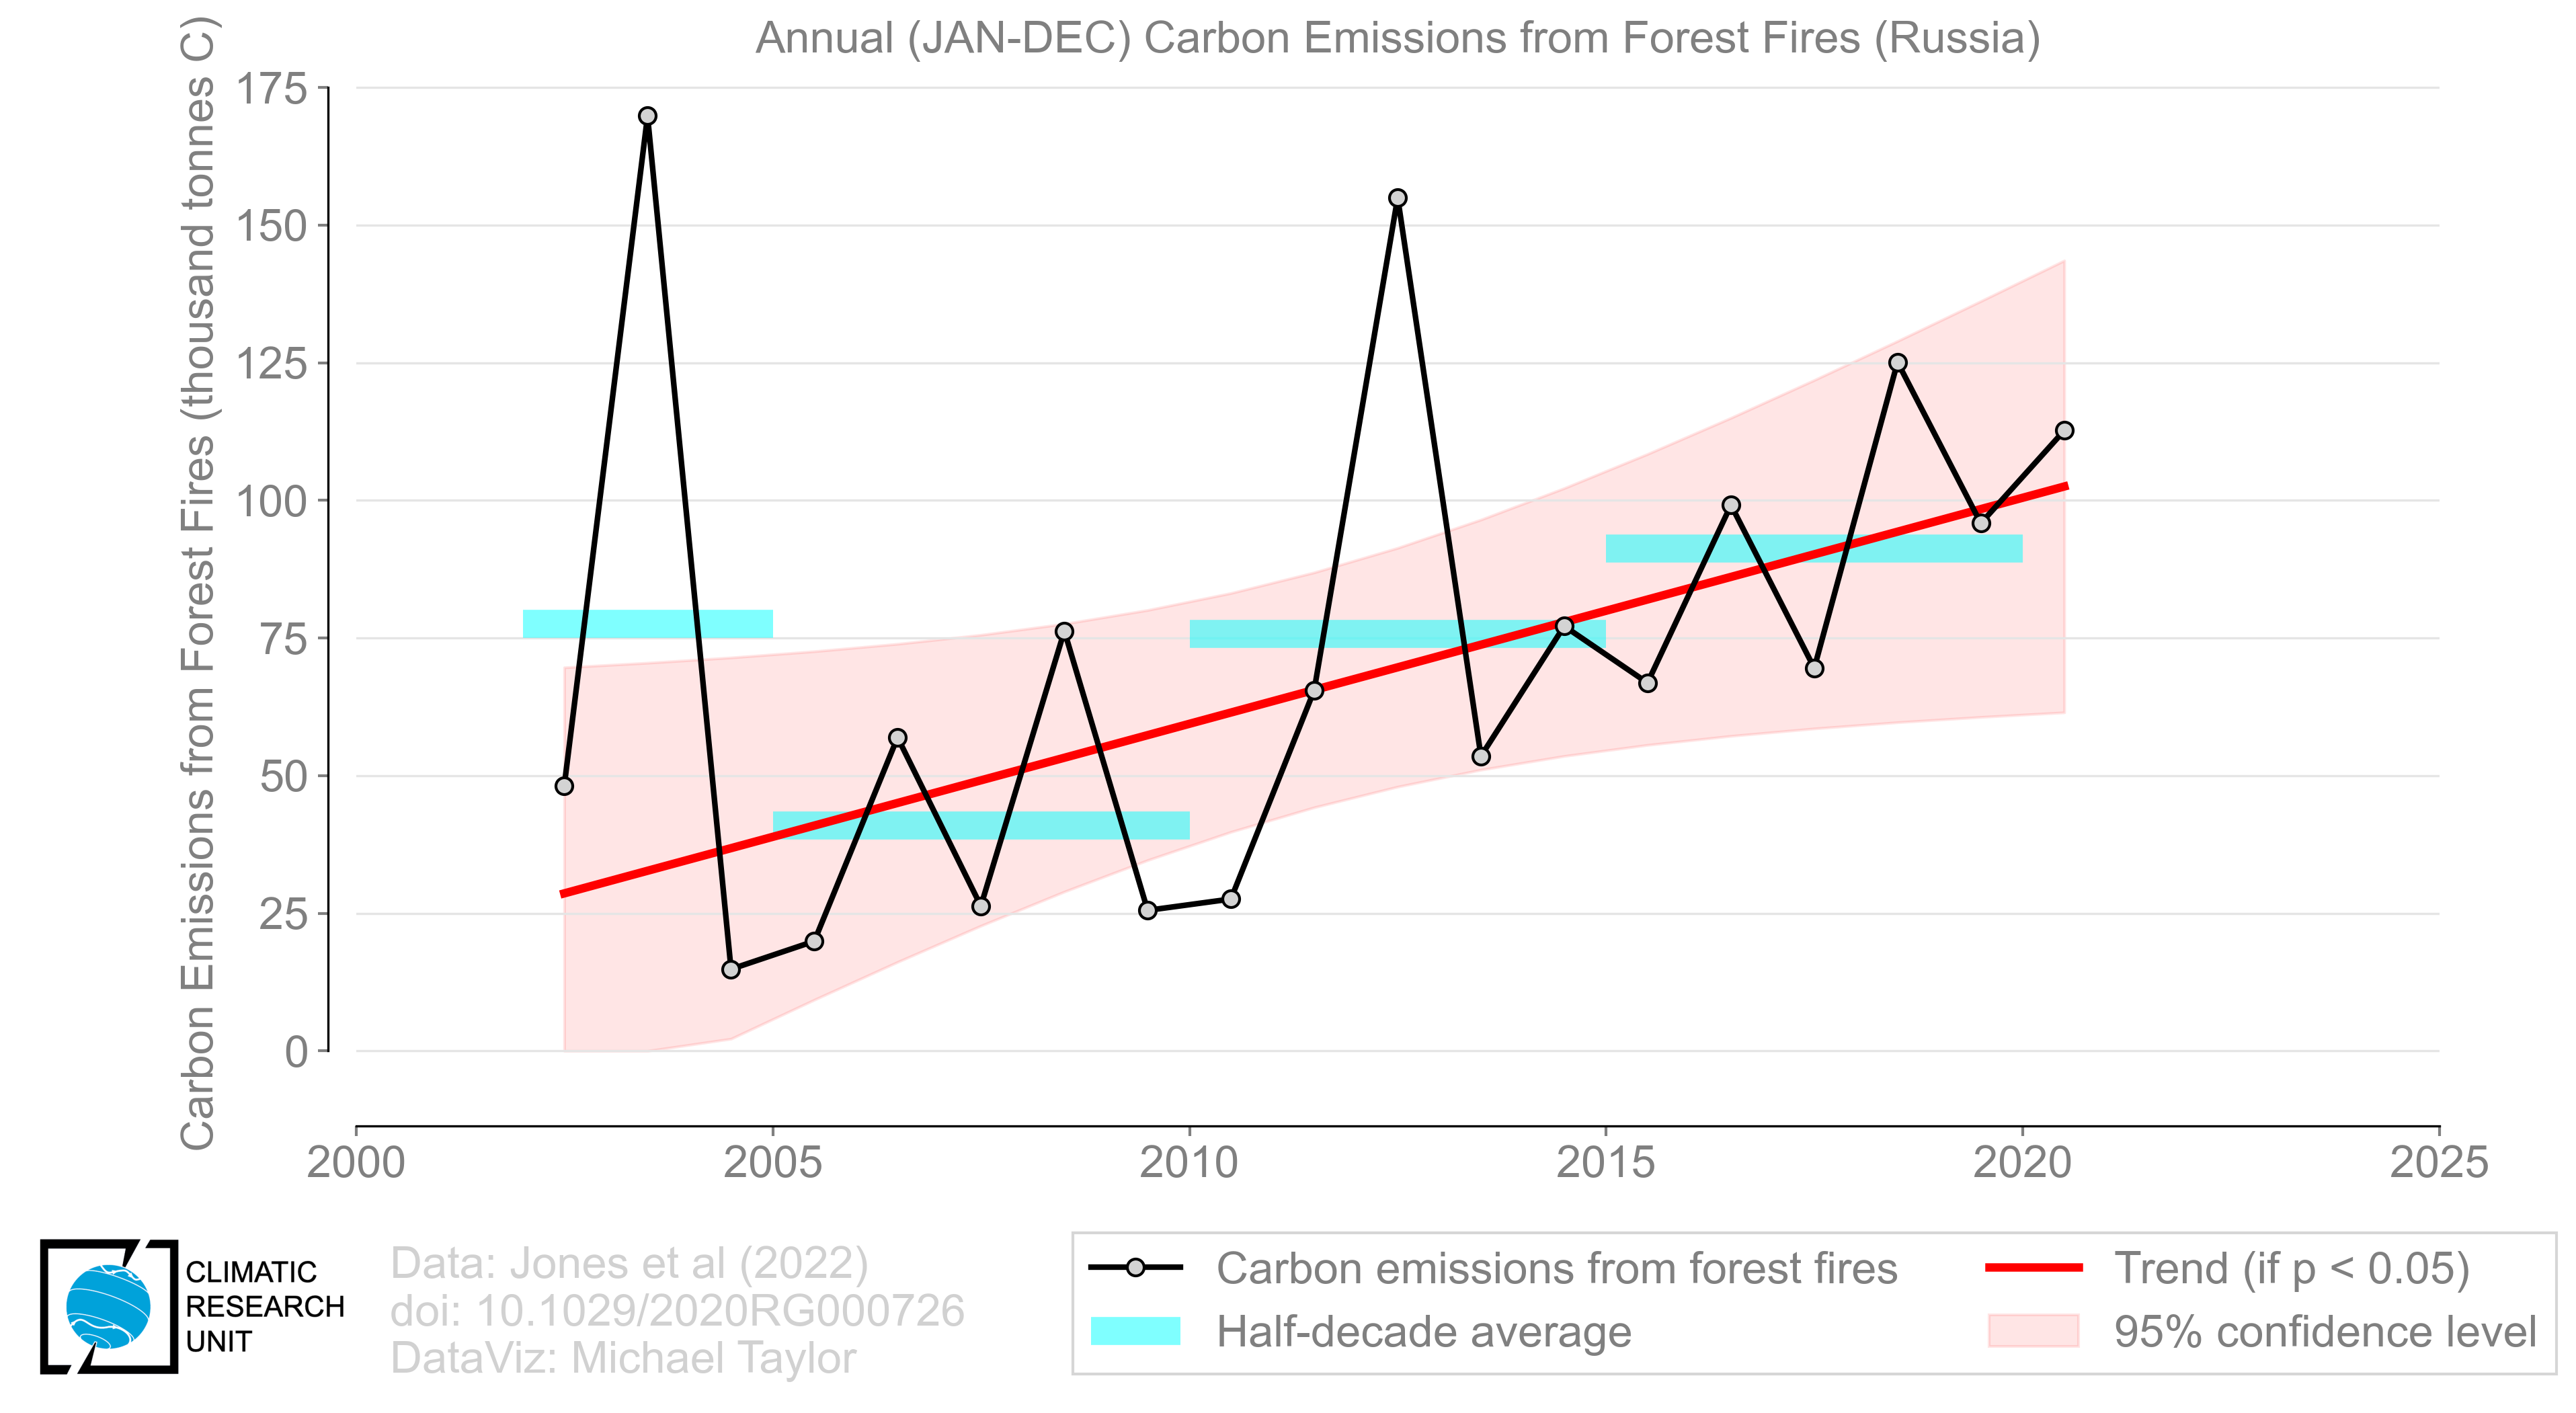 Annual (JAN-DEC) Carbon Emissions from Forest Fires (Russia)
Carbon Emissions from Forest Fires (thousand tonnes C)
175
150
125
100
75
50
25
0
2000 2005 2010 2015 2020 2025
CLIMATIC
RESEARCH
UNIT
Data: Jones et al (2022)
doi: 10.1029/2020RG000726
DataViz: Michael Taylor
Carbon emissions from forest fires
Half-decade average
Trend (if p < 0.05)
95% confidence level